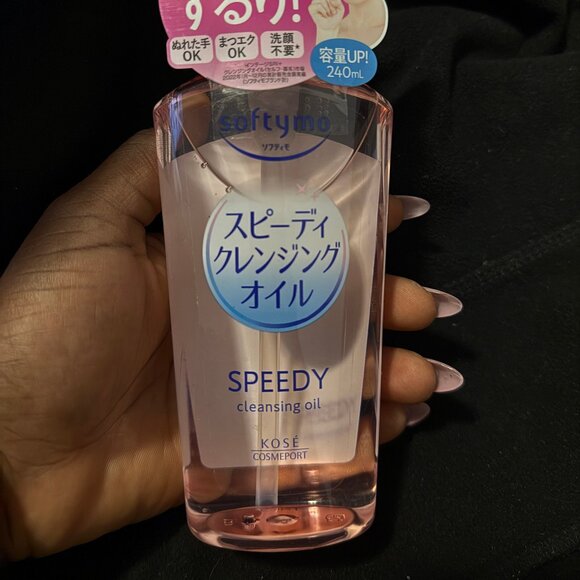 するり!
ぬれた手
OK
まつエク
OK
洗顔
不要*
容量UP!
240mL
softymo
ソフティモ
スピーディ
クレンジング
オイル
SPEEDY
cleansing oil
KOSÉ
COSMEPORT